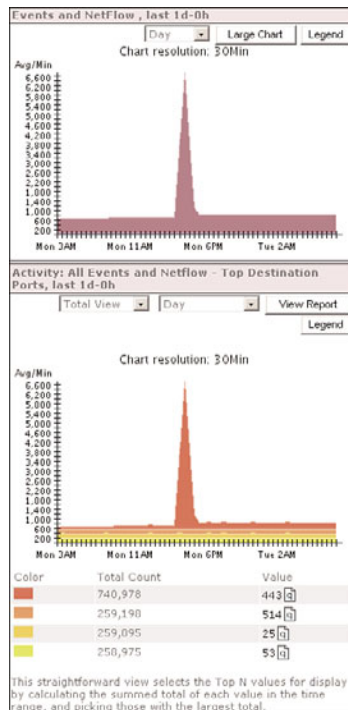 Events and NetFlow , last 1d-0h
Day Large Chart Legend
Chart resolution: 30Min
Avg/Min
6,600
6,200
5,800
5,400
5,000
4,600
4,200
3,800
3,400
3,000
2,600
2,200
1,800
1,400
1,000
600
200
Mon 3AM Mon 11AM Mon 6PM Tue 2AM
Activity: All Events and Netflow - Top Destination
Ports, last 1d-0h
Total View Day View Report
Legend
Chart resolution: 30Min
Avg/Min
6,600
6,200
5,800
5,400
5,000
4,600
4,200
3,800
3,400
3,000
2,600
2,200
1,800
1,400
1,000
600
200
Mon 3AM Mon 11AM Mon 6PM Tue 2AM
Color Total Count Value
740,978 443 q
259,198 514 q
259,095 25 q
258,975 53 q
This straightforward view selects the Top N values for display
by calculating the summed total of each value in the time
range, and picking those with the largest total.